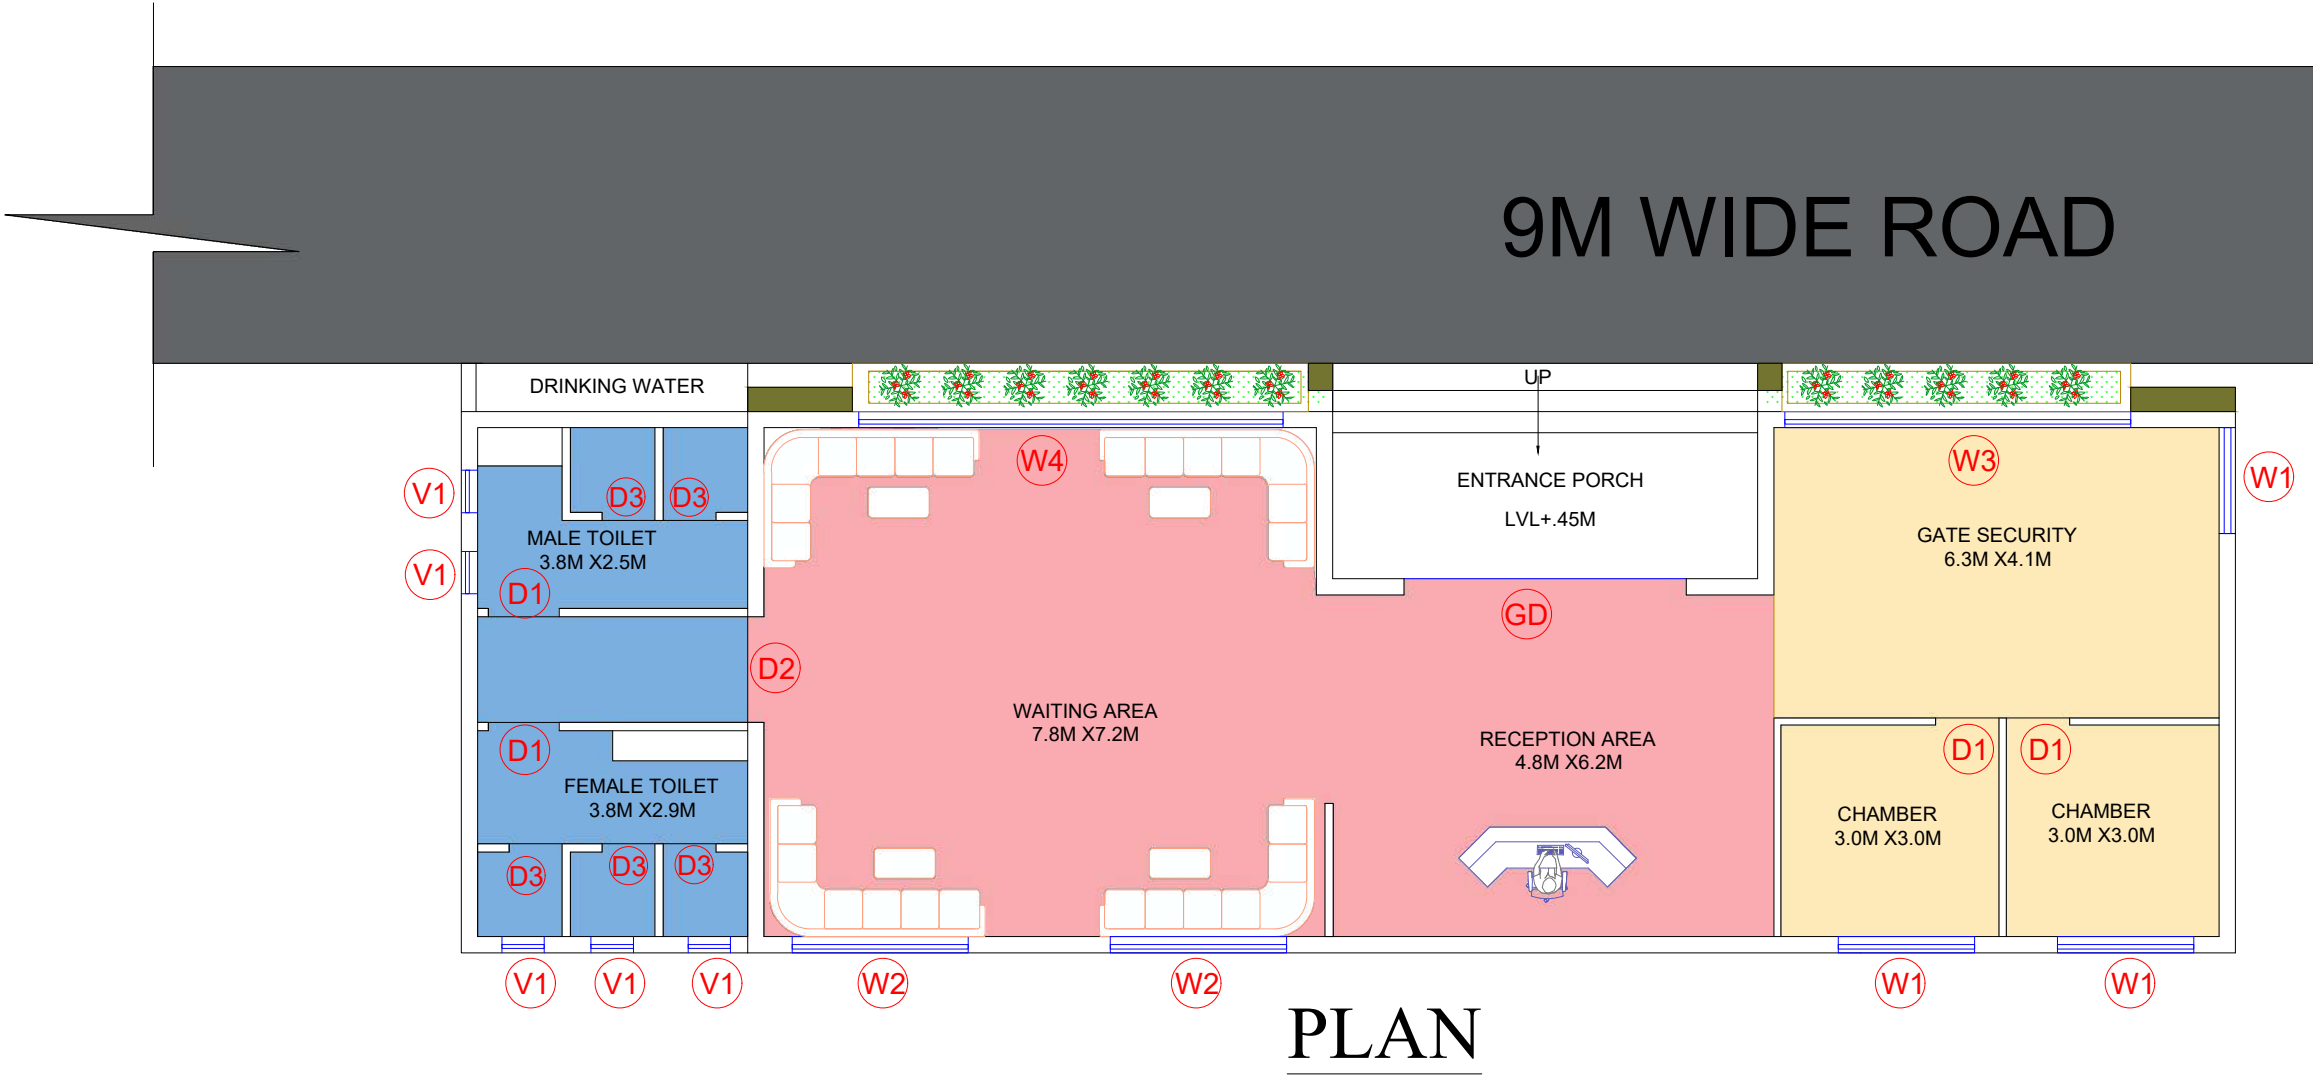 9M WIDE ROAD
DRINKING WATER
UP
W4
W3
W1
V1
D3
D3
ENTRANCE PORCH
LVL+.45M
MALE TOILET
3.8M X2.5M
GATE SECURITY
6.3M X4.1M
V1
D1
GD
D2
WAITING AREA
7.8M X7.2M
RECEPTION AREA
4.8M X6.2M
D1
D1
D1
FEMALE TOILET
3.8M X2.9M
CHAMBER
3.0M X3.0M
CHAMBER
3.0M X3.0M
D3
D3
D3
V1
V1
V1
W2
W2
W1
W1
PLAN